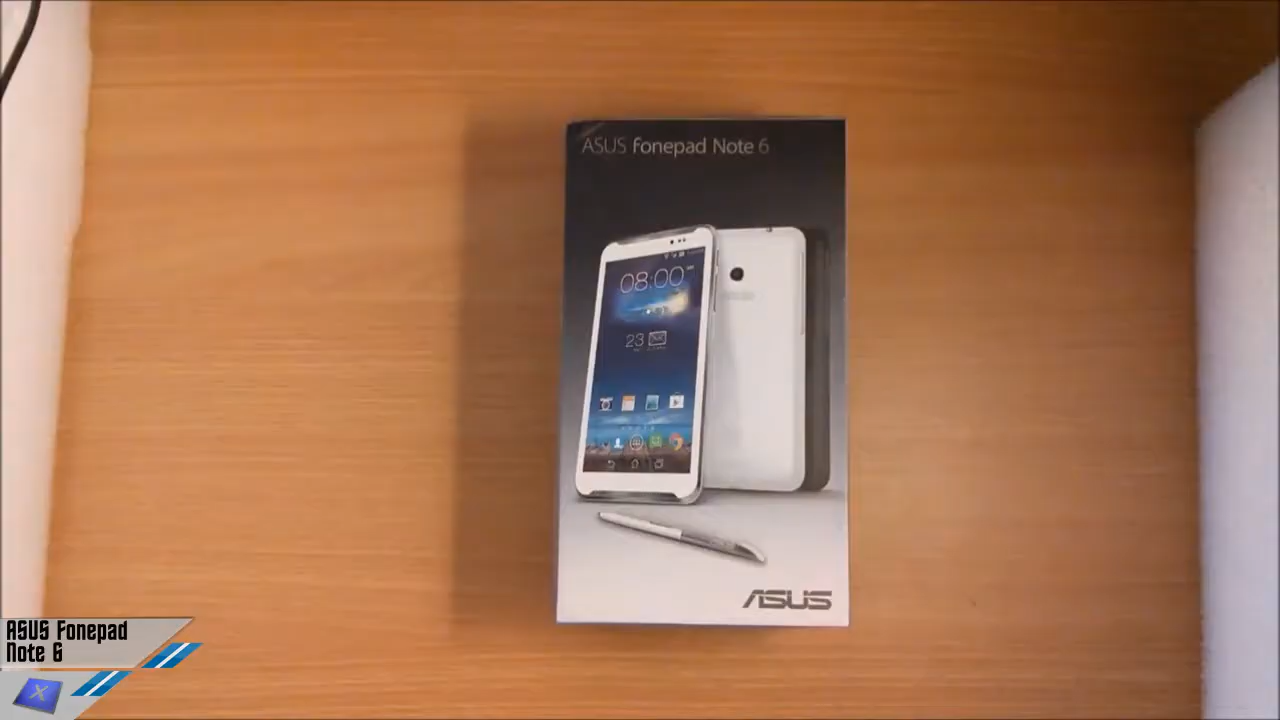 ASUS Fonepad Note 6
08:00
23
ASUS
ASUS Fonepad
Note 6
X